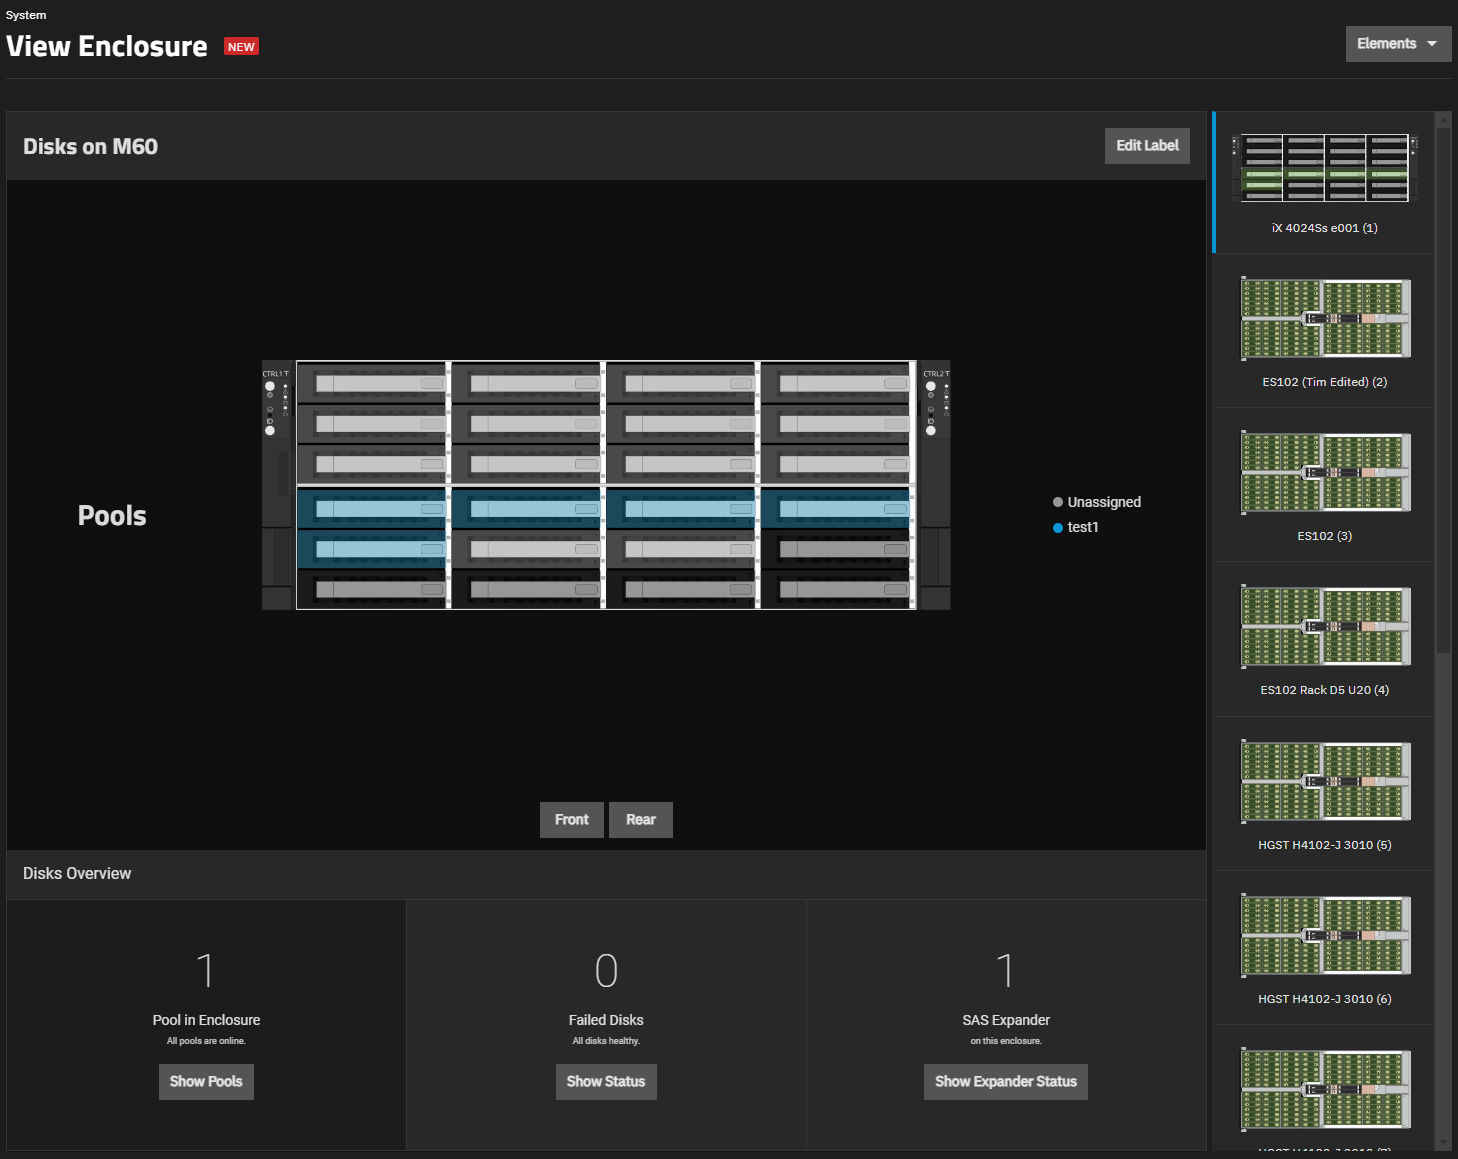 System
View Enclosure NEW
Elements
Disks on M60
Edit Label
CTRL1 T
CTRL2 T
ID
ID
Pools
Unassigned
test1
Front
Rear
Disks Overview
1
Pool in Enclosure
All pools are online.
Show Pools
0
Failed Disks
All disks healthy.
Show Status
1
SAS Expander
on this enclosure.
Show Expander Status
iX 4024Ss e001 (1)
ES102 (Tim Edited) (2)
ES102 (3)
ES102 Rack D5 U20 (4)
HGST H4102-J 3010 (5)
HGST H4102-J 3010 (6)